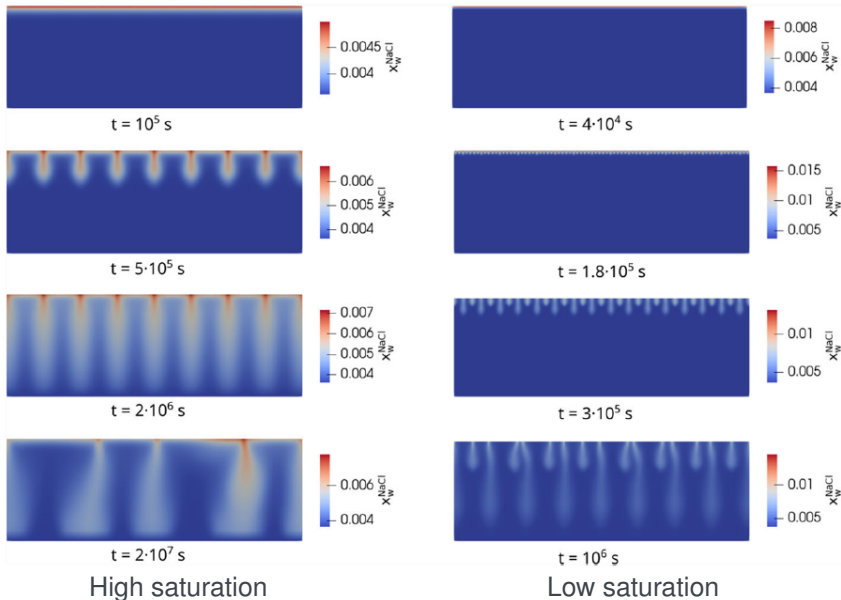 0.0045
0.004
x_w^NaCl
t = 10⁵ s
0.008
0.006
0.004
x_w^NaCl
t = 4·10⁴ s
0.006
0.005
0.004
x_w^NaCl
t = 5·10⁵ s
0.015
0.01
0.005
x_w^NaCl
t = 1.8·10⁵ s
0.007
0.006
0.005
0.004
x_w^NaCl
t = 2·10⁶ s
0.01
0.005
x_w^NaCl
t = 3·10⁵ s
0.006
0.004
x_w^NaCl
t = 2·10⁷ s
0.01
0.005
x_w^NaCl
t = 10⁶ s
High saturation
Low saturation